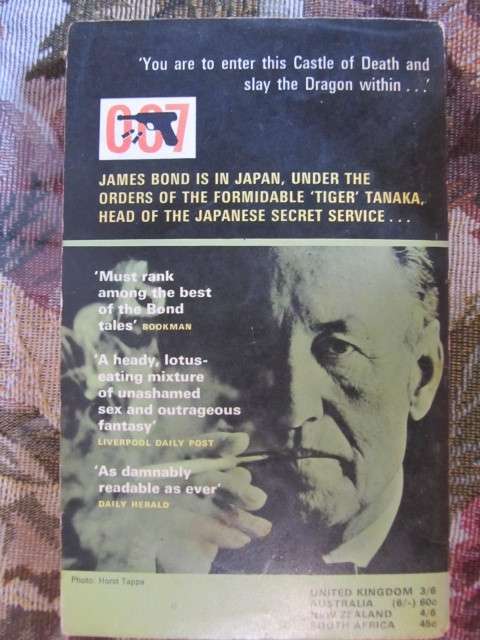 'You are to enter this Castle of Death and
slay the Dragon within . . .'
007
JAMES BOND IS IN JAPAN, UNDER THE
ORDERS OF THE FORMIDABLE 'TIGER' TANAKA,
HEAD OF THE JAPANESE SECRET SERVICE . . .
'Must rank
among the best
of the Bond
tales' BOOKMAN
'A heady, lotus-
eating mixture
of unashamed
sex and outrageous
fantasy'
LIVERPOOL DAILY POST
'As damnably
readable as ever'
DAILY HERALD
Photo: Horst Tappe
UNITED KINGDOM 3/6
AUSTRALIA (6/-) 60c
NEW ZEALAND 4/6
SOUTH AFRICA 45c